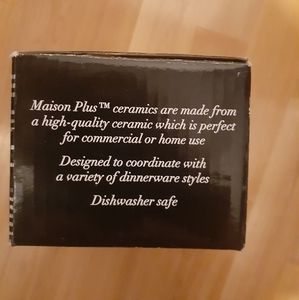 Maison Plus™ ceramics are made from
a high-quality ceramic which is perfect
for commercial or home use
Designed to coordinate with
a variety of dinnerware styles
Dishwasher safe